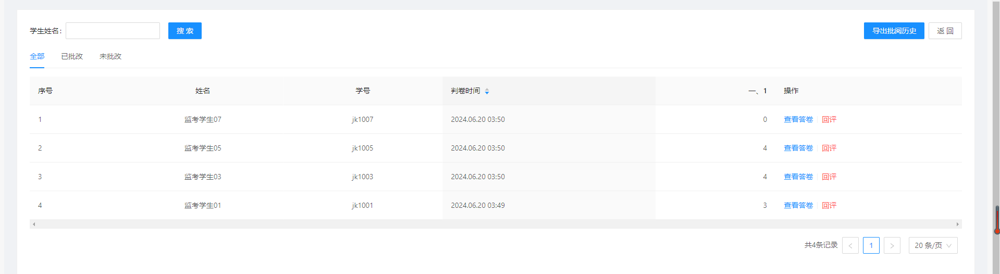 学生姓名: 搜 索 导出批阅历史 返 回
全部 已批改 未批改
序号 姓名 学号 判卷时间 一、1 操作
1 监考学生07 jk1007 2024.06.20 03:50 0 查看答卷 回评
2 监考学生05 jk1005 2024.06.20 03:50 4 查看答卷 回评
3 监考学生03 jk1003 2024.06.20 03:50 4 查看答卷 回评
4 监考学生01 jk1001 2024.06.20 03:49 3 查看答卷 回评
共4条记录 < 1 > 20 条/页